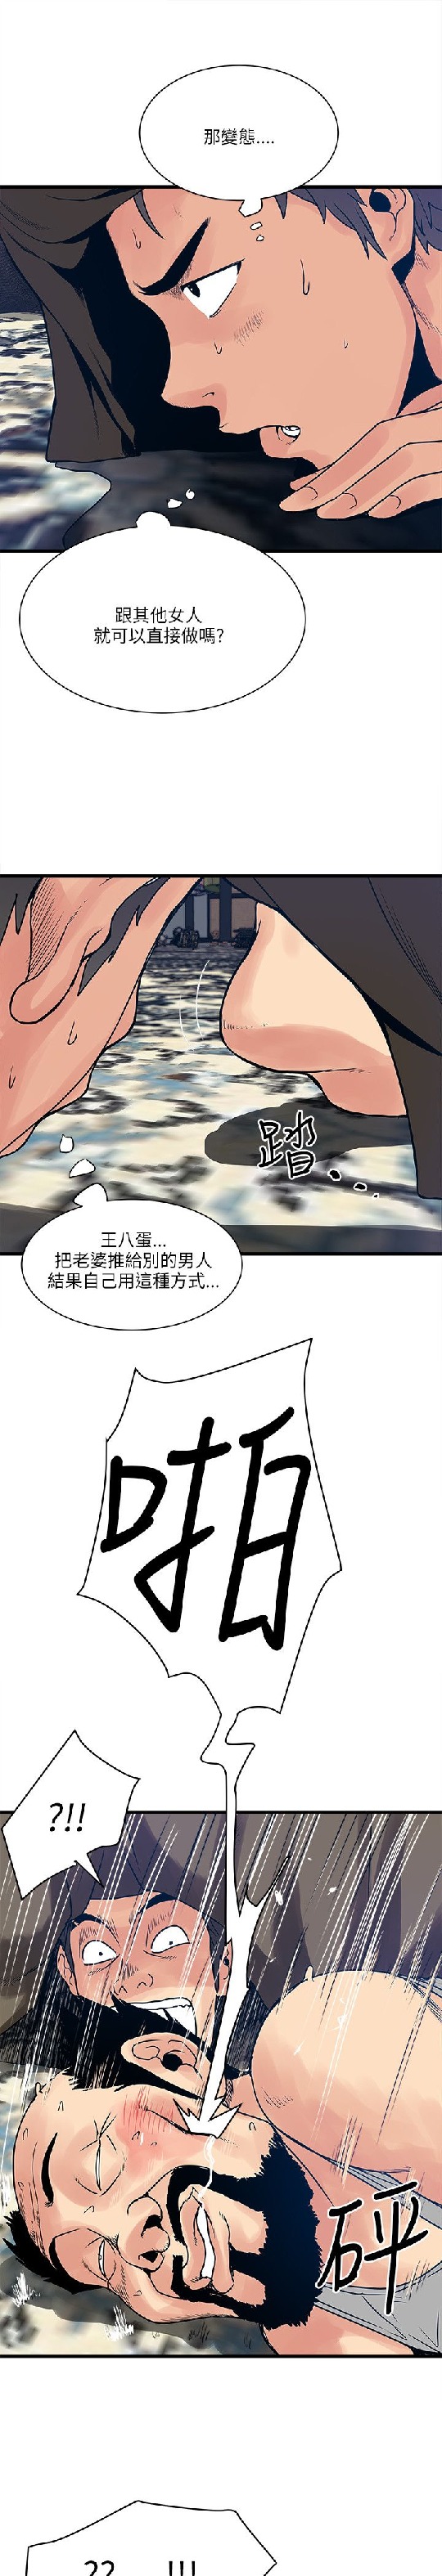 那變態....
跟其他女人
就可以直接做嗎?
踏...
王八蛋...
把老婆推給別的男人
結果自己用這種方式...
啪
?!!
砰
??...!!!